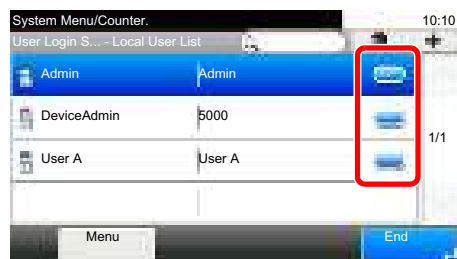 System Menu/Counter.
10:10
User Login S... - Local User List
Admin Admin
DeviceAdmin 5000
1/1
User A User A
Menu End